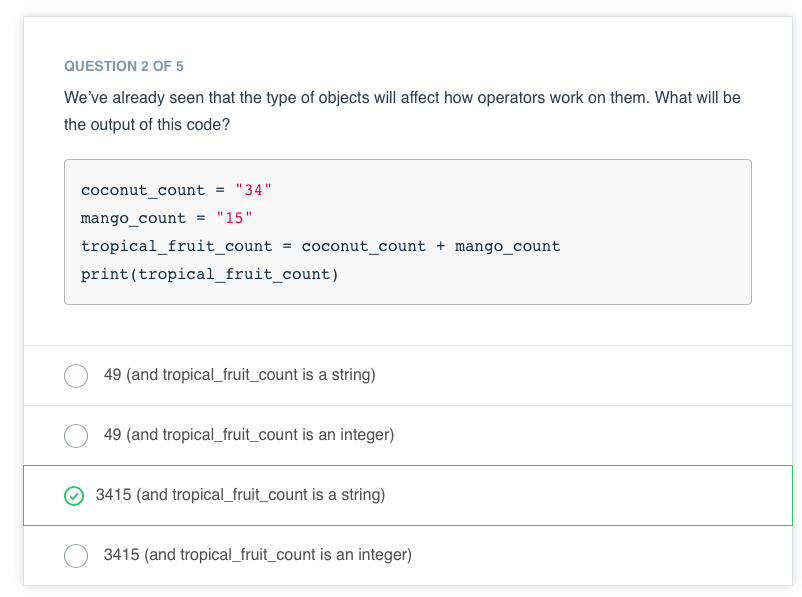 QUESTION 2 OF 5
We’ve already seen that the type of objects will affect how operators work on them. What will be
the output of this code?
coconut_count = "34"
mango_count = "15"
tropical_fruit_count = coconut_count + mango_count
print(tropical_fruit_count)
49 (and tropical_fruit_count is a string)
49 (and tropical_fruit_count is an integer)
3415 (and tropical_fruit_count is a string)
3415 (and tropical_fruit_count is an integer)